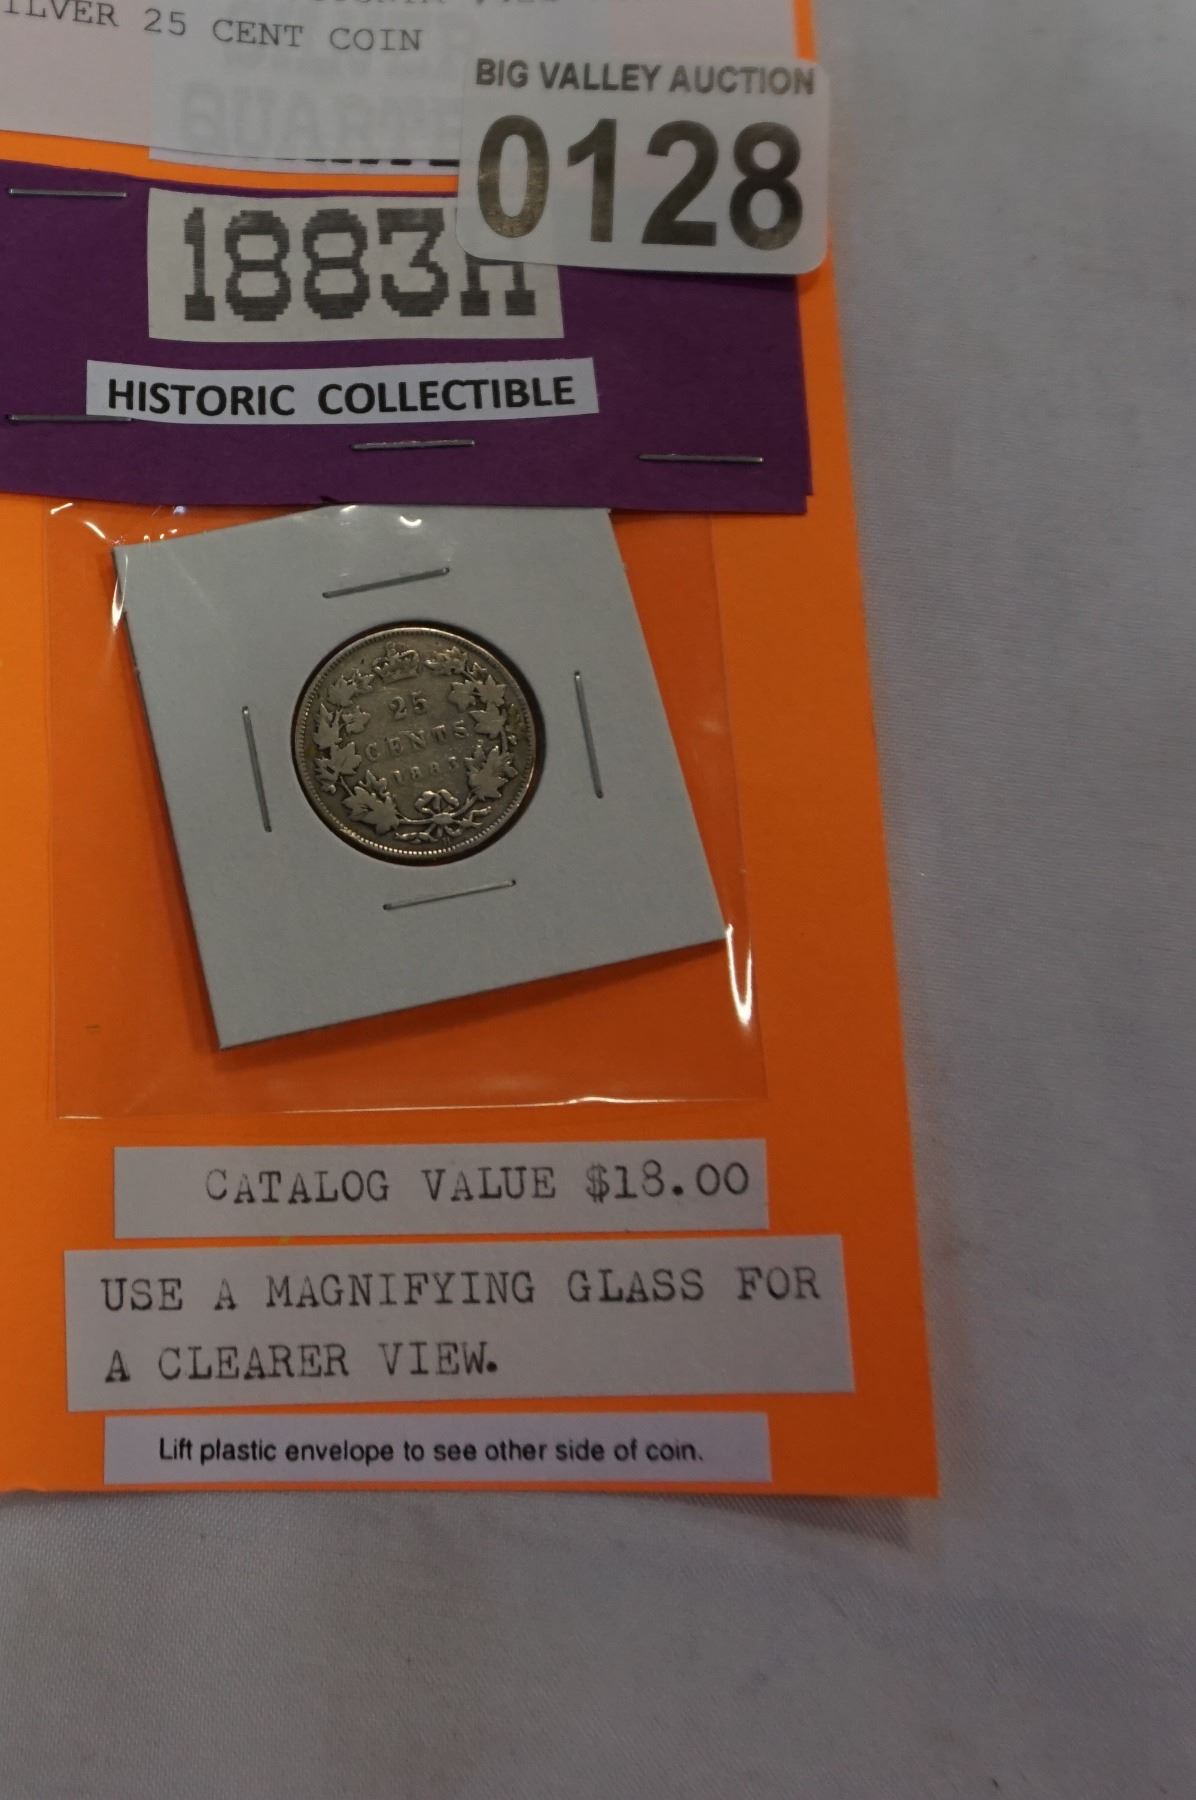 25 CENT COIN
BIG VALLEY AUCTION
0128
1883H
HISTORIC COLLECTIBLE
25
CENTS
1883
CATALOG VALUE $18.00
USE A MAGNIFYING GLASS FOR
A CLEARER VIEW.
Lift plastic envelope to see other side of coin.